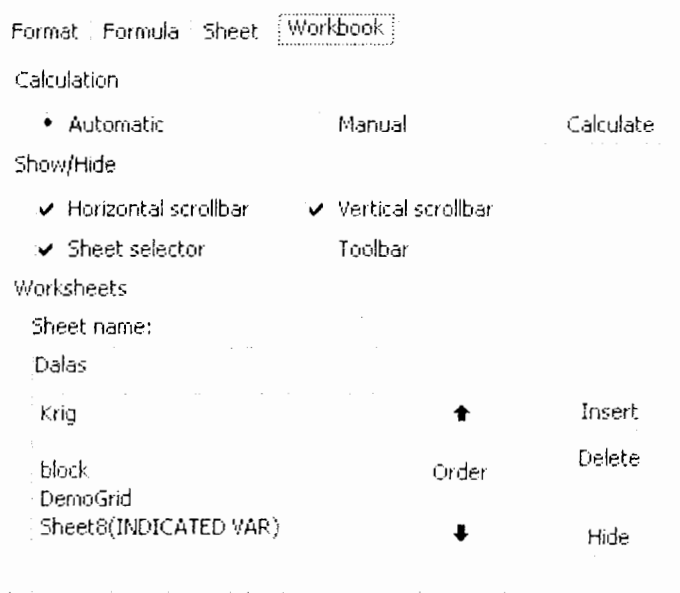 Format Formula Sheet Workbook
Calculation
Automatic Manual Calculate
Show/Hide
Horizontal scrollbar Vertical scrollbar
Sheet selector Toolbar
Worksheets
Sheet name:
Dalas
Krig Insert
Delete
block Order
DemoGrid
Sheet8(INDICATED VAR)
Hide